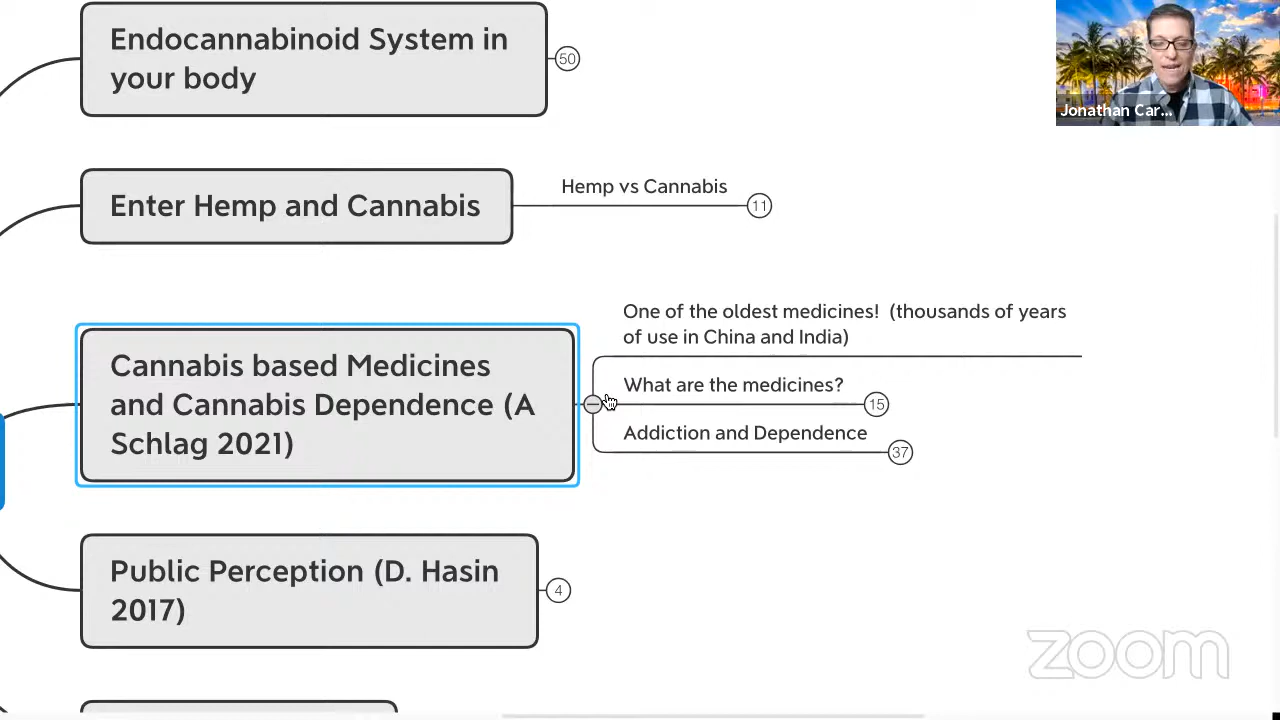 Endocannabinoid System in
your body
50
Jonathan Car...
Enter Hemp and Cannabis
Hemp vs Cannabis
11
One of the oldest medicines!  (thousands of years
of use in China and India)
Cannabis based Medicines
and Cannabis Dependence (A
Schlag 2021)
What are the medicines?
15
Addiction and Dependence
37
Public Perception (D. Hasin
2017)
4
zoom